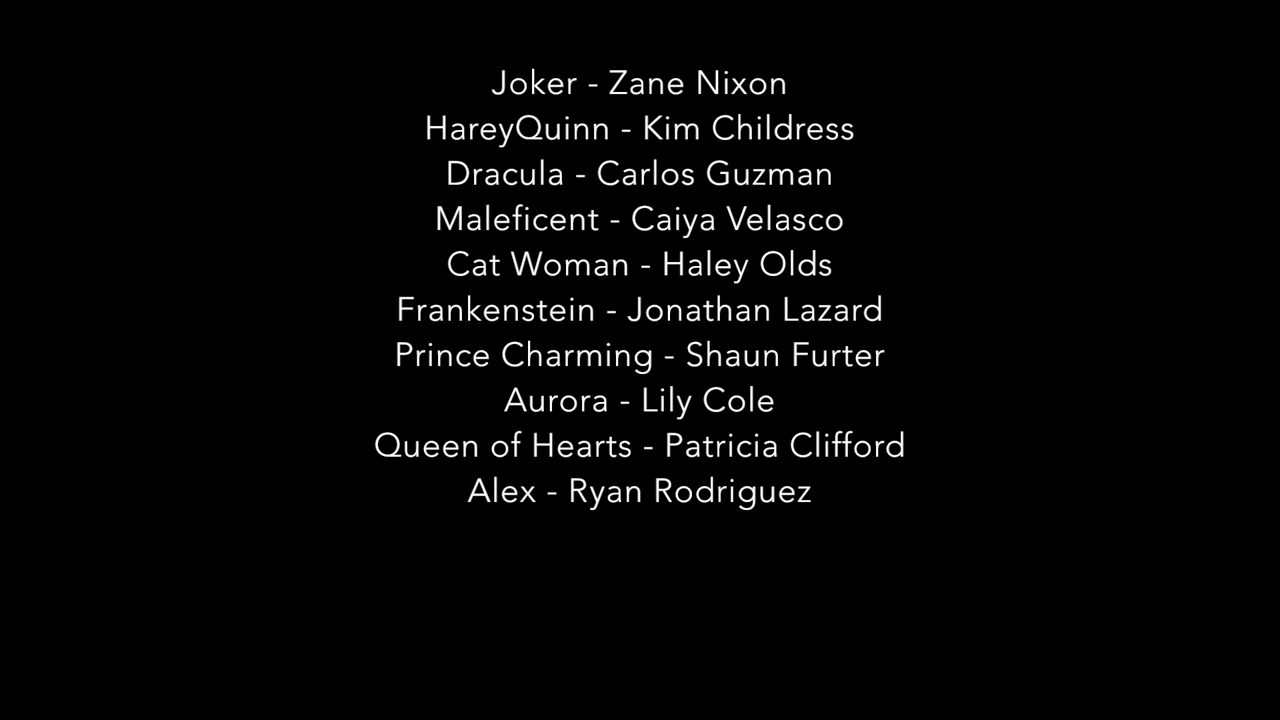 Joker - Zane Nixon
HareyQuinn - Kim Childress
Dracula - Carlos Guzman
Maleficent - Caiya Velasco
Cat Woman - Haley Olds
Frankenstein - Jonathan Lazard
Prince Charming - Shaun Furter
Aurora - Lily Cole
Queen of Hearts - Patricia Clifford
Alex - Ryan Rodriguez